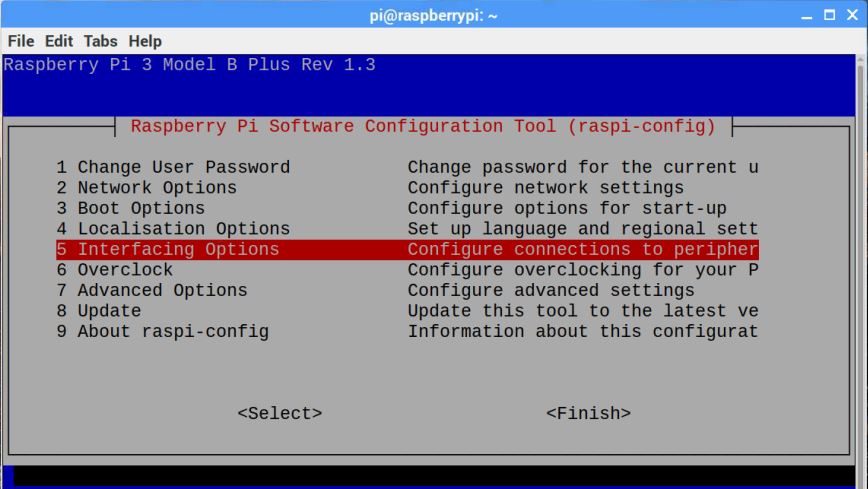 pi@raspberrypi: ~
File Edit Tabs Help
Raspberry Pi 3 Model B Plus Rev 1.3
Raspberry Pi Software Configuration Tool (raspi-config)
1 Change User Password Change password for the current u
2 Network Options Configure network settings
3 Boot Options Configure options for start-up
4 Localisation Options Set up language and regional sett
5 Interfacing Options Configure connections to peripher
6 Overclock Configure overclocking for your P
7 Advanced Options Configure advanced settings
8 Update Update this tool to the latest ve
9 About raspi-config Information about this configurat
<Select> <Finish>